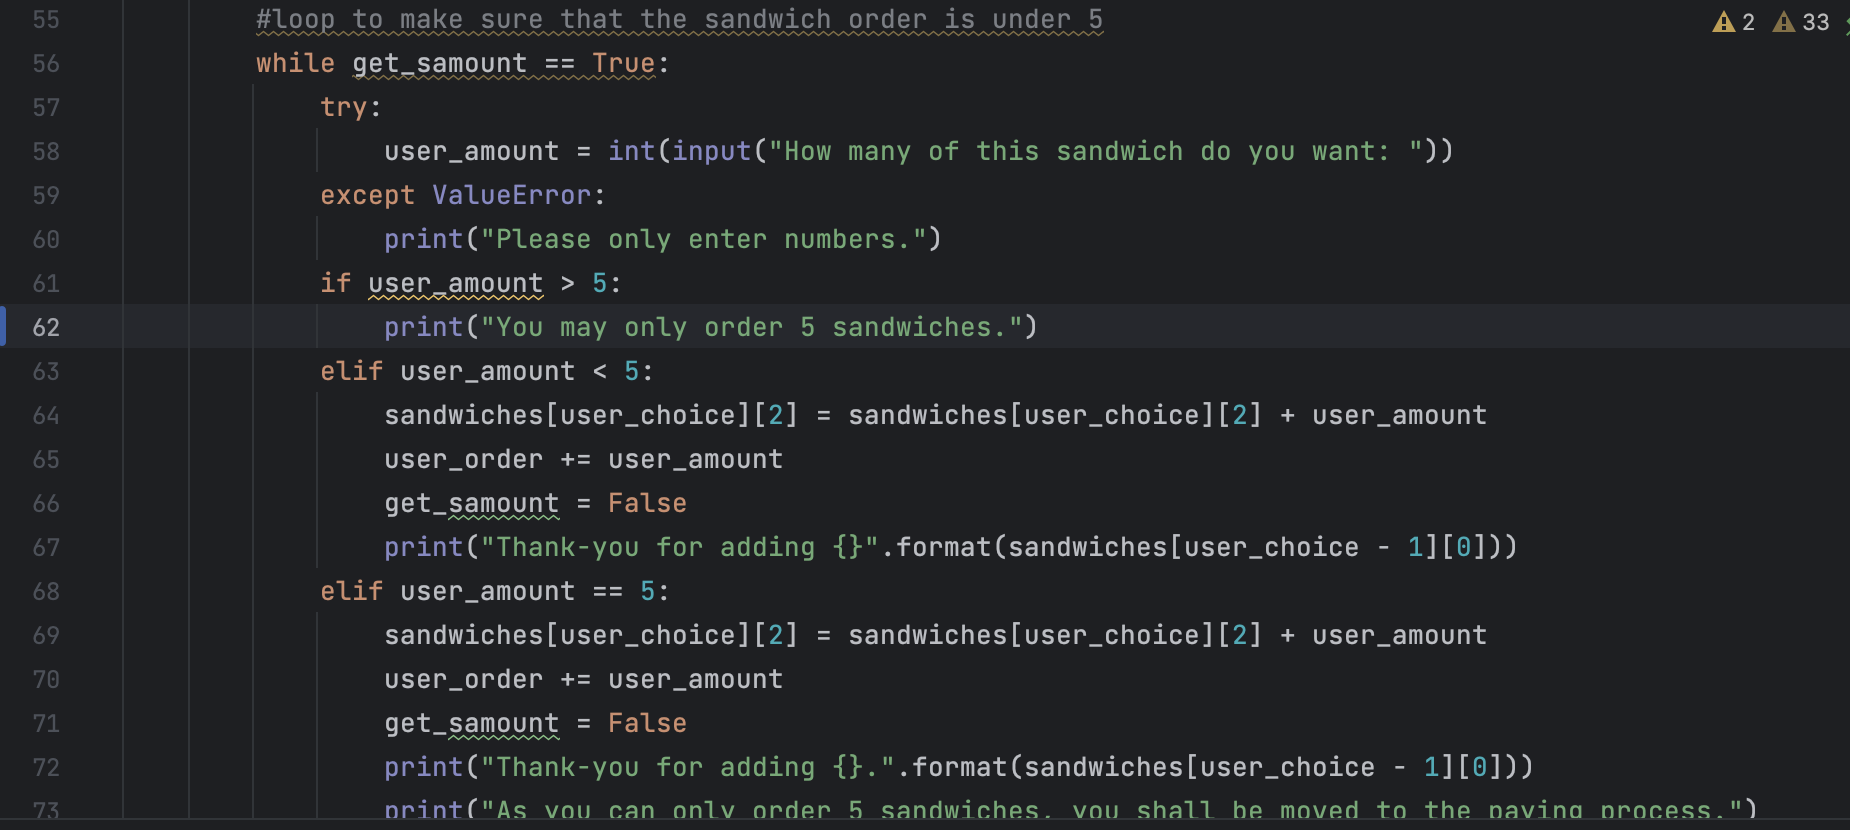 55 #loop to make sure that the sandwich order is under 5
2 33
56 while get_samount == True:
57 try:
58 user_amount = int(input("How many of this sandwich do you want: "))
59 except ValueError:
60 print("Please only enter numbers.")
61 if user_amount > 5:
62 print("You may only order 5 sandwiches.")
63 elif user_amount < 5:
64 sandwiches[user_choice][2] = sandwiches[user_choice][2] + user_amount
65 user_order += user_amount
66 get_samount = False
67 print("Thank-you for adding {}".format(sandwiches[user_choice - 1][0]))
68 elif user_amount == 5:
69 sandwiches[user_choice][2] = sandwiches[user_choice][2] + user_amount
70 user_order += user_amount
71 get_samount = False
72 print("Thank-you for adding {}.".format(sandwiches[user_choice - 1][0]))
73 print("As you can only order 5 sandwiches, you shall be moved to the paying process.")